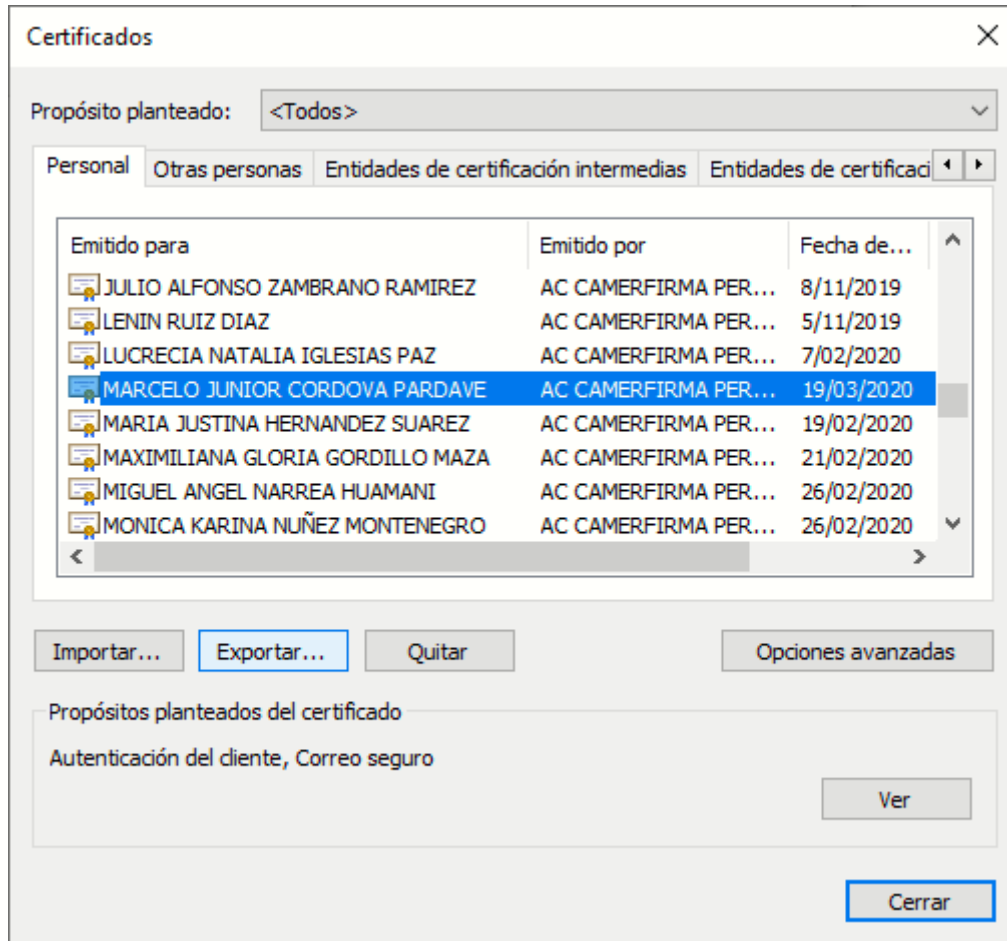 Certificados
Propósito planteado: <Todos>
Personal Otras personas Entidades de certificación intermedias Entidades de certificaci
Emitido para Emitido por Fecha de...
JULIO ALFONSO ZAMBRANO RAMIREZ AC CAMERFIRMA PER... 8/11/2019
LENIN RUIZ DIAZ AC CAMERFIRMA PER... 5/11/2019
LUCRECIA NATALIA IGLESIAS PAZ AC CAMERFIRMA PER... 7/02/2020
MARCELO JUNIOR CORDOVA PARDAVE AC CAMERFIRMA PER... 19/03/2020
MARIA JUSTINA HERNANDEZ SUAREZ AC CAMERFIRMA PER... 19/02/2020
MAXIMILIANA GLORIA GORDILLO MAZA AC CAMERFIRMA PER... 21/02/2020
MIGUEL ANGEL NARREA HUAMANI AC CAMERFIRMA PER... 26/02/2020
MONICA KARINA NUÑEZ MONTENEGRO AC CAMERFIRMA PER... 26/02/2020
Importar... Exportar... Quitar Opciones avanzadas
Propósitos planteados del certificado
Autenticación del cliente, Correo seguro
Ver
Cerrar